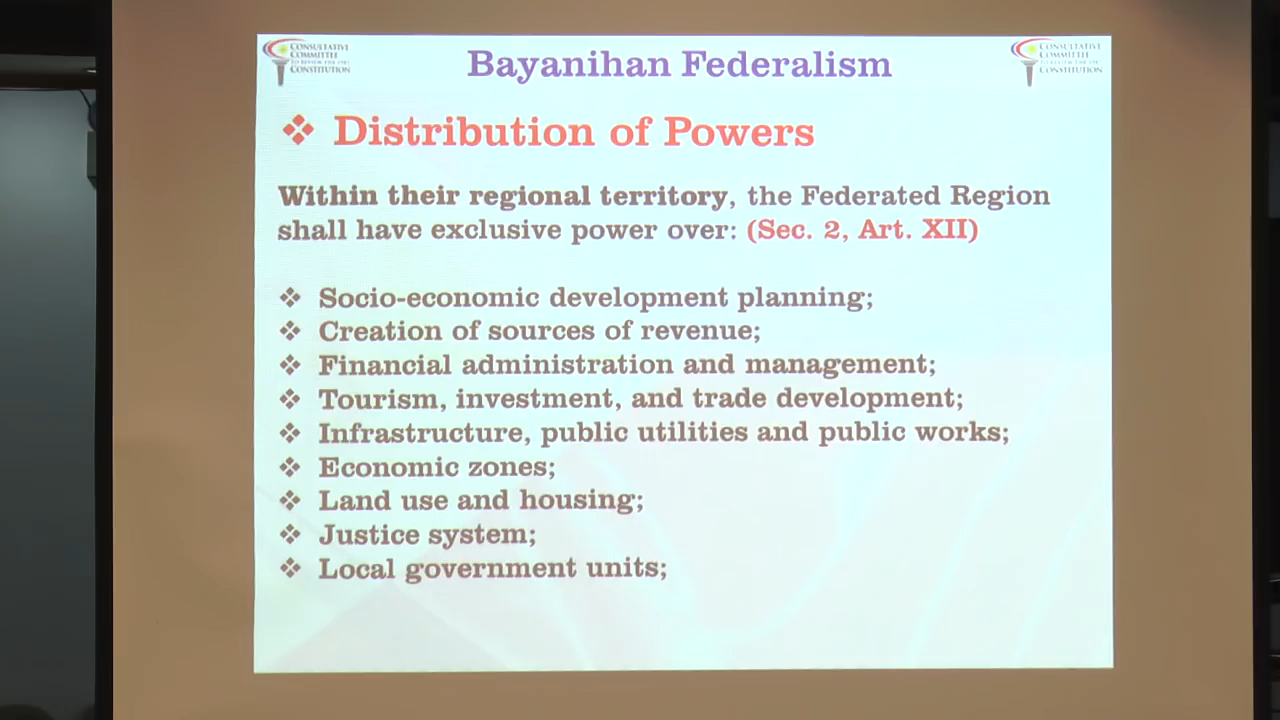 CONSULTATIVE
COMMITTEE
TO REVIEW THE 1987
CONSTITUTION
Bayanihan Federalism
CONSULTATIVE
COMMITTEE
TO REVIEW THE 1987
CONSTITUTION
❖ Distribution of Powers
Within their regional territory, the Federated Region
shall have exclusive power over: (Sec. 2, Art. XII)
❖ Socio-economic development planning;
❖ Creation of sources of revenue;
❖ Financial administration and management;
❖ Tourism, investment, and trade development;
❖ Infrastructure, public utilities and public works;
❖ Economic zones;
❖ Land use and housing;
❖ Justice system;
❖ Local government units;